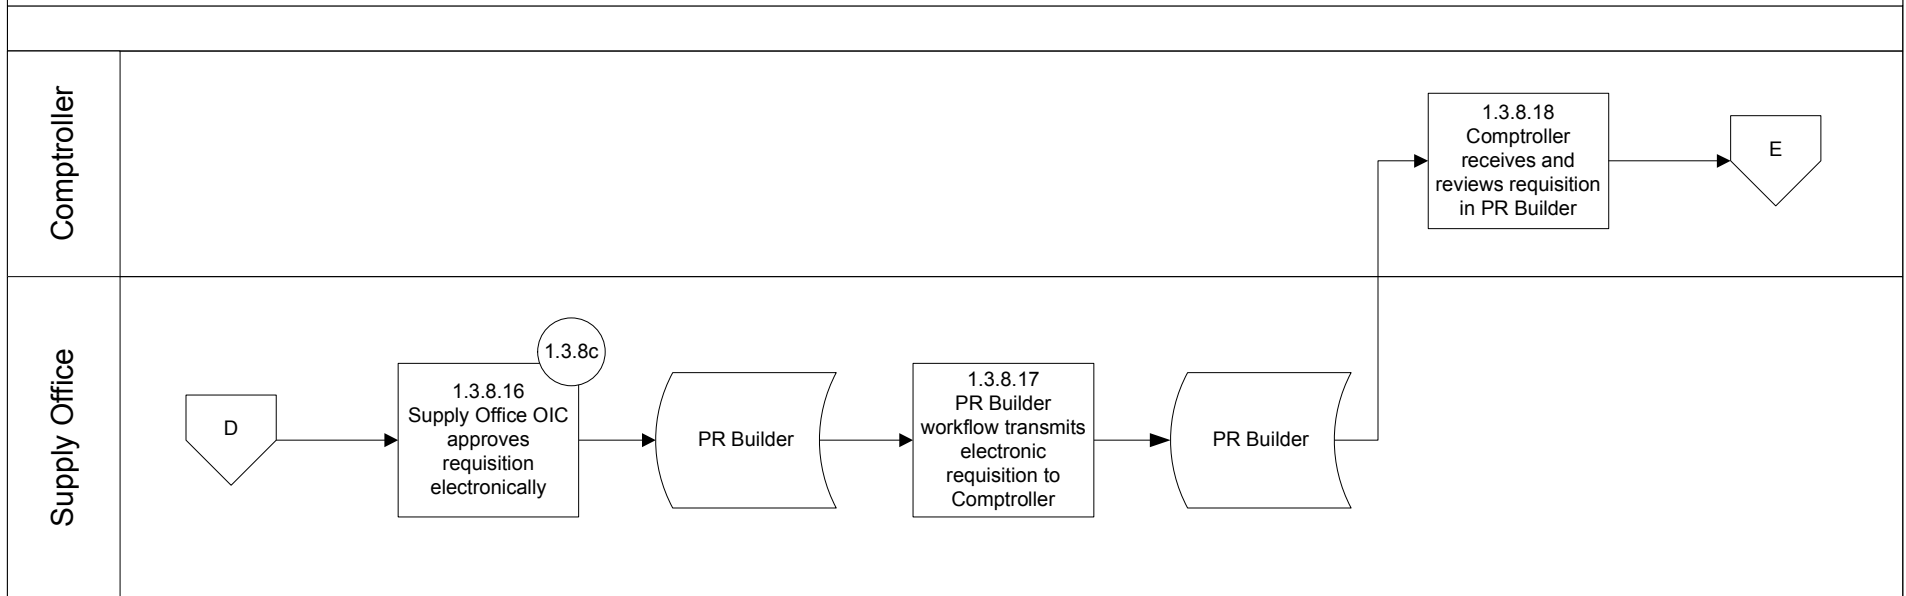 Comptroller
1.3.8.18
Comptroller
receives and
reviews requisition
in PR Builder
E
Supply Office
D
1.3.8c
1.3.8.16
Supply Office OIC
approves
requisition
electronically
PR Builder
1.3.8.17
PR Builder
workflow transmits
electronic
requisition to
Comptroller
PR Builder